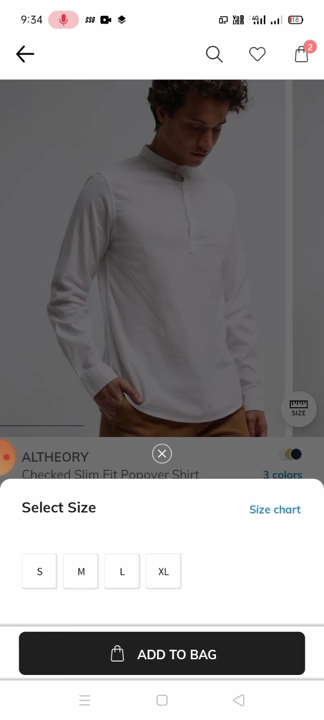 9:34
2
SIZE
ALTHEORY
Checked Slim Fit Popover Shirt
3 colors
Select Size
Size chart
S M L XL
ADD TO BAG